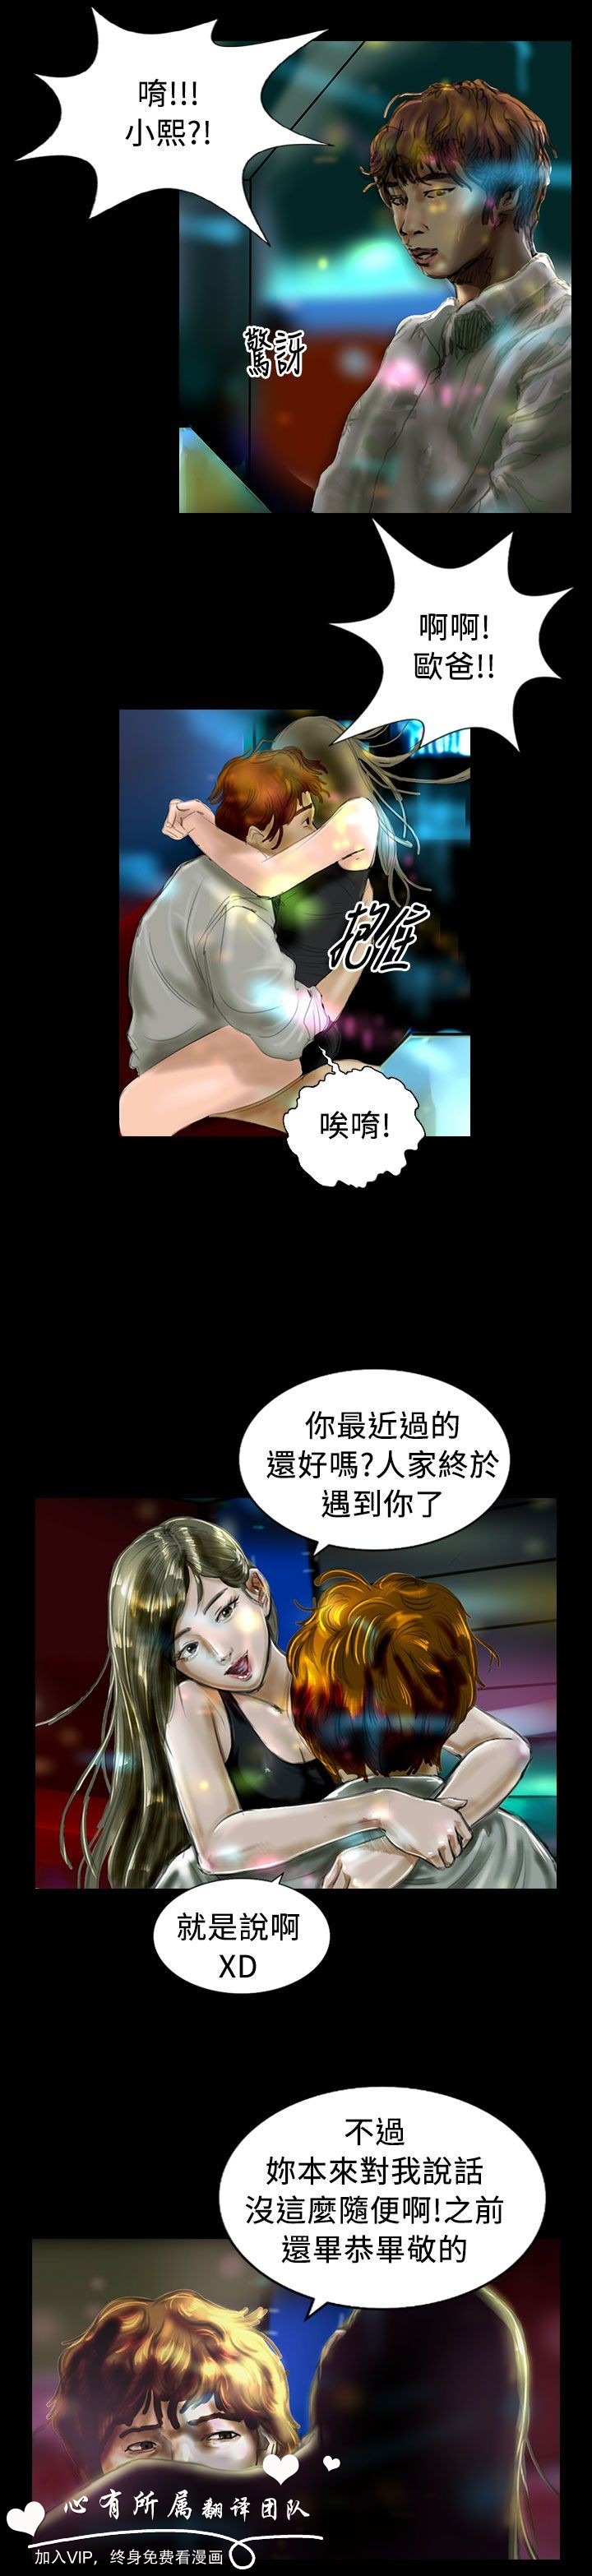 唷!!!
小熙?!
驚訝
啊啊!
歐爸!!
抱住
唉唷!
你最近過的
還好嗎?人家終於
遇到你了
就是說啊
XD
不過
妳本來對我說話
沒這麼隨便啊!之前
還畢恭畢敬的
心有所属翻译团队
加入VIP，终身免费看漫画